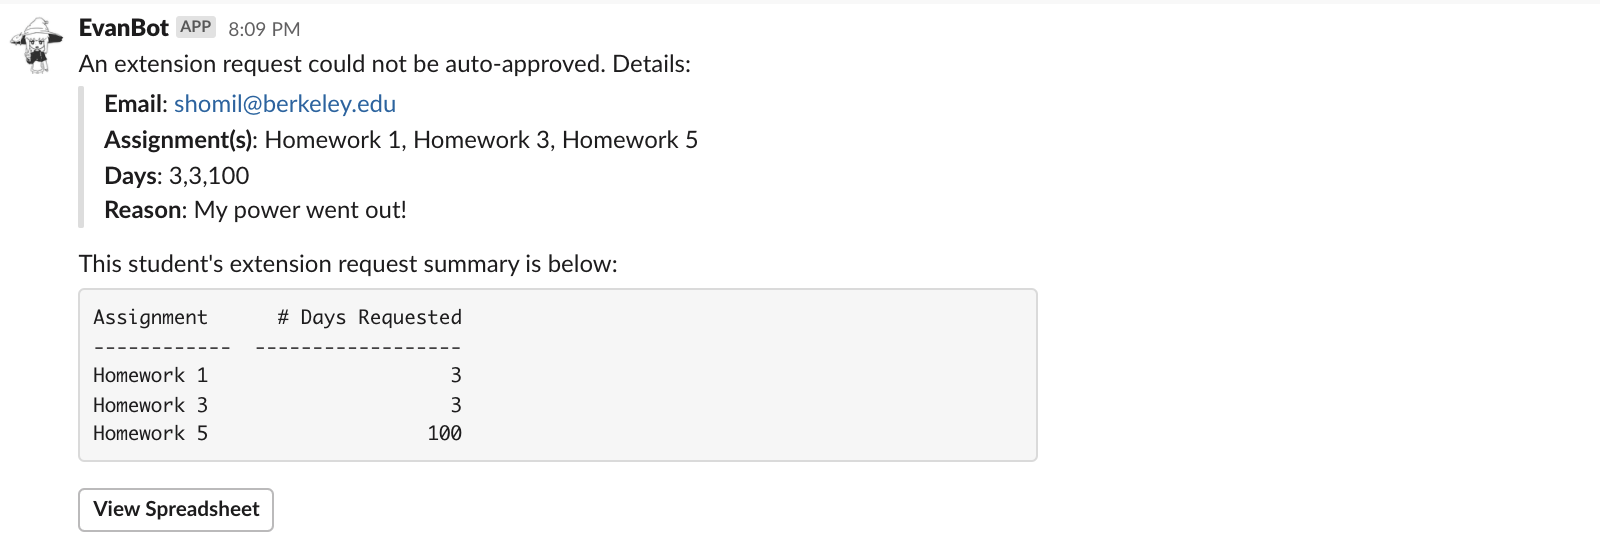 EvanBot APP 8:09 PM
An extension request could not be auto-approved. Details:
Email: shomil@berkeley.edu
Assignment(s): Homework 1, Homework 3, Homework 5
Days: 3,3,100
Reason: My power went out!
This student's extension request summary is below:
Assignment # Days Requested
------------ ------------------
Homework 1 3
Homework 3 3
Homework 5 100
View Spreadsheet